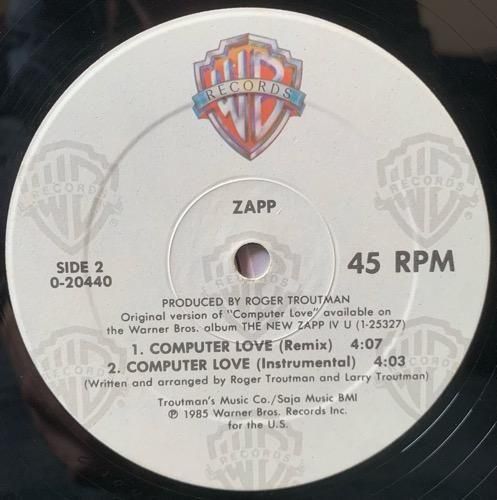 WB
RECORDS
ZAPP
SIDE 2
0-20440
45 RPM
PRODUCED BY ROGER TROUTMAN
Original version of "Computer Love" available on
the Warner Bros. album THE NEW ZAPP IV U (1-25327)
1. COMPUTER LOVE (Remix) 4:07
2. COMPUTER LOVE (Instrumental) 4:03
(Written and arranged by Roger Troutman and Larry Troutman)
Troutman's Music Co./Saja Music BMI
℗ 1985 Warner Bros. Records Inc.
for the U.S.